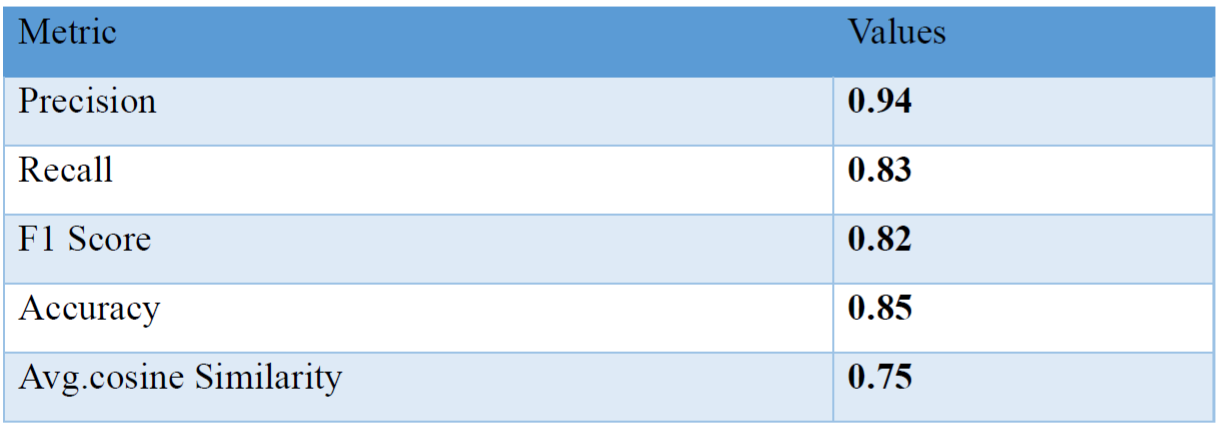 Metric Values
Precision 0.94
Recall 0.83
F1 Score 0.82
Accuracy 0.85
Avg.cosine Similarity 0.75